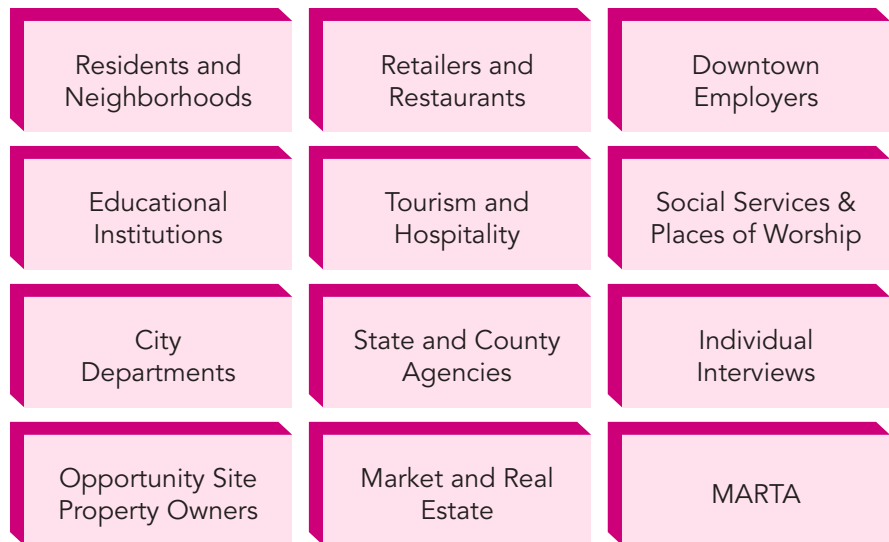 Residents and
Neighborhoods
Retailers and
Restaurants
Downtown
Employers
Educational
Institutions
Tourism and
Hospitality
Social Services &
Places of Worship
City
Departments
State and County
Agencies
Individual
Interviews
Opportunity Site
Property Owners
Market and Real
Estate
MARTA